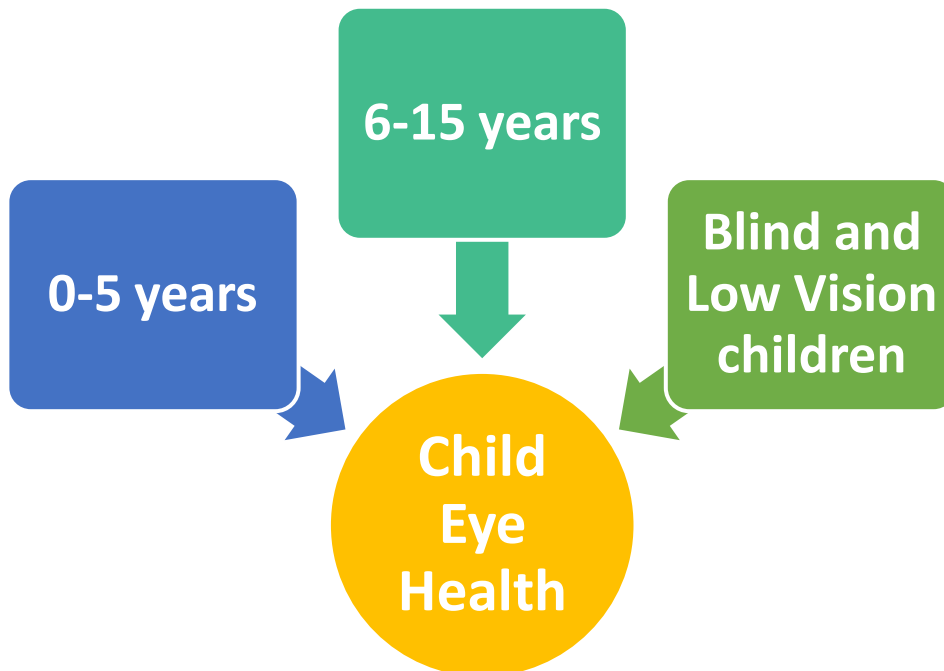 6-15 years
0-5 years
Blind and
Low Vision
children
Child
Eye
Health